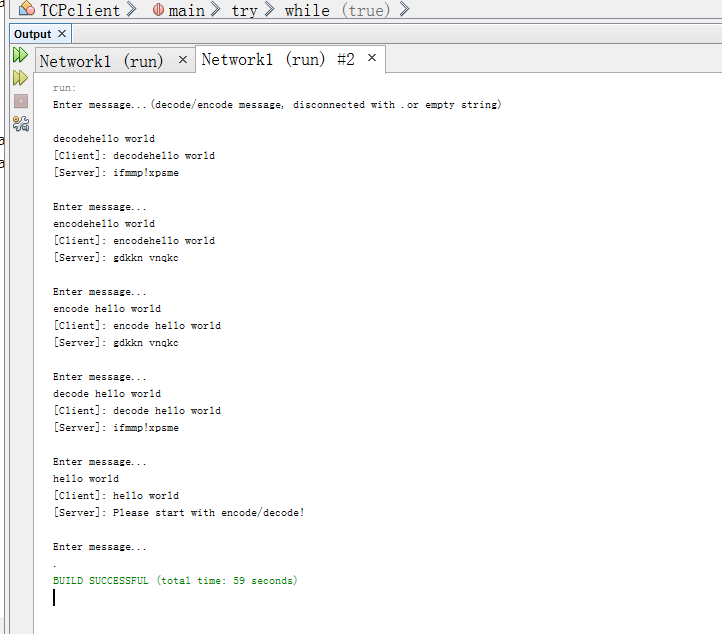 TCPclient main try while (true)
Output
Network1 (run) Network1 (run) #2
run:
Enter message...(decode/encode message, disconnected with .or empty string)
decodehello world
[Client]: decodehello world
[Server]: ifmmp!xpsme
Enter message...
encodehello world
[Client]: encodehello world
[Server]: gdkkn vnqkc
Enter message...
encode hello world
[Client]: encode hello world
[Server]: gdkkn vnqkc
Enter message...
decode hello world
[Client]: decode hello world
[Server]: ifmmp!xpsme
Enter message...
hello world
[Client]: hello world
[Server]: Please start with encode/decode!
Enter message...
.
BUILD SUCCESSFUL (total time: 59 seconds)